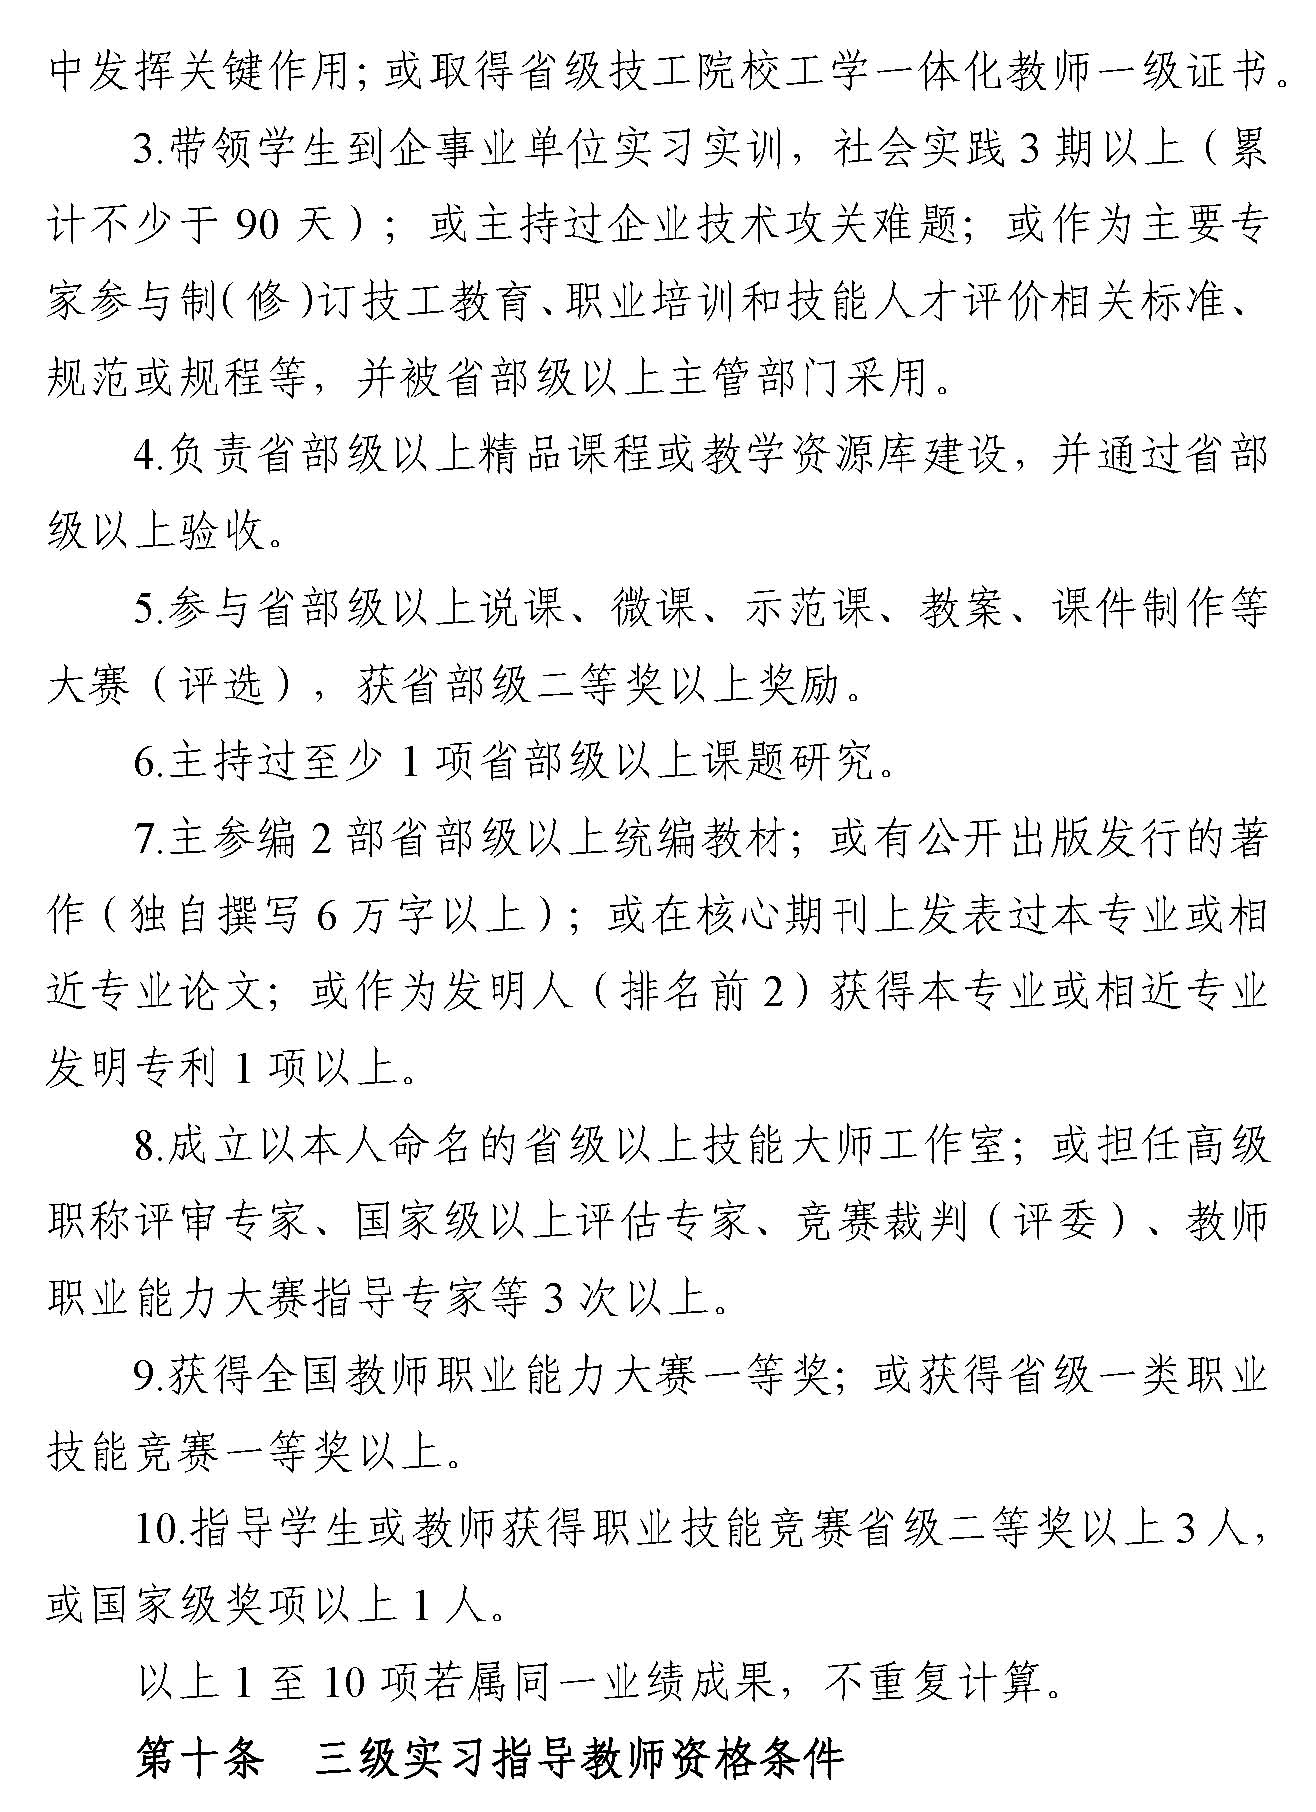 中发挥关键作用；或取得省级技工院校工学一体化教师一级证书。
3.带领学生到企事业单位实习实训，社会实践 3 期以上（累
计不少于 90 天）；或主持过企业技术攻关难题；或作为主要专
家参与制(修)订技工教育、职业培训和技能人才评价相关标准、
规范或规程等，并被省部级以上主管部门采用。
4.负责省部级以上精品课程或教学资源库建设，并通过省部
级以上验收。
5.参与省部级以上说课、微课、示范课、教案、课件制作等
大赛（评选），获省部级二等奖以上奖励。
6.主持过至少 1 项省部级以上课题研究。
7.主参编 2 部省部级以上统编教材；或有公开出版发行的著
作（独自撰写 6 万字以上）；或在核心期刊上发表过本专业或相
近专业论文；或作为发明人（排名前 2）获得本专业或相近专业
发明专利 1 项以上。
8.成立以本人命名的省级以上技能大师工作室；或担任高级
职称评审专家、国家级以上评估专家、竞赛裁判（评委）、教师
职业能力大赛指导专家等 3 次以上。
9.获得全国教师职业能力大赛一等奖；或获得省级一类职业
技能竞赛一等奖以上。
10.指导学生或教师获得职业技能竞赛省级二等奖以上 3 人，
或国家级奖项以上 1 人。
以上 1 至 10 项若属同一业绩成果，不重复计算。
第十条 三级实习指导教师资格条件